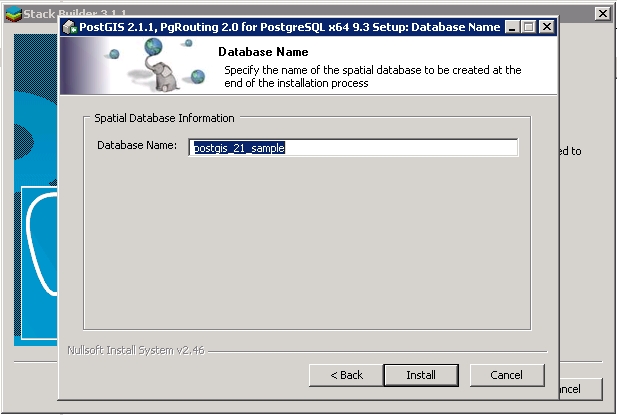 Stack Builder 3.1.1
PostGIS 2.1.1, PgRouting 2.0 for PostgreSQL x64 9.3 Setup: Database Name
Database Name
Specify the name of the spatial database to be created at the
end of the installation process
Spatial Database Information
Database Name: postgis_21_sample
ed to
Nullsoft Install System v2.46
< Back Install Cancel
ncel